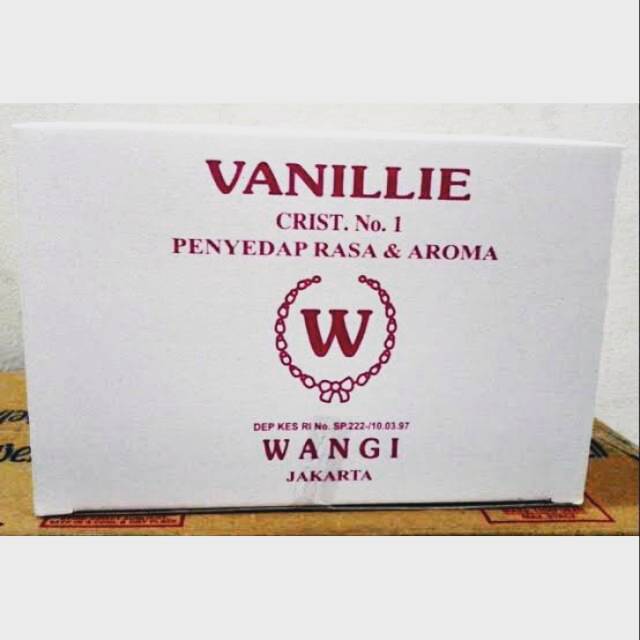 VANILLIE
CRIST. No. 1
PENYEDAP RASA & AROMA
W
DEP KES RI No. SP.222-/10.03.97
WANGI
JAKARTA